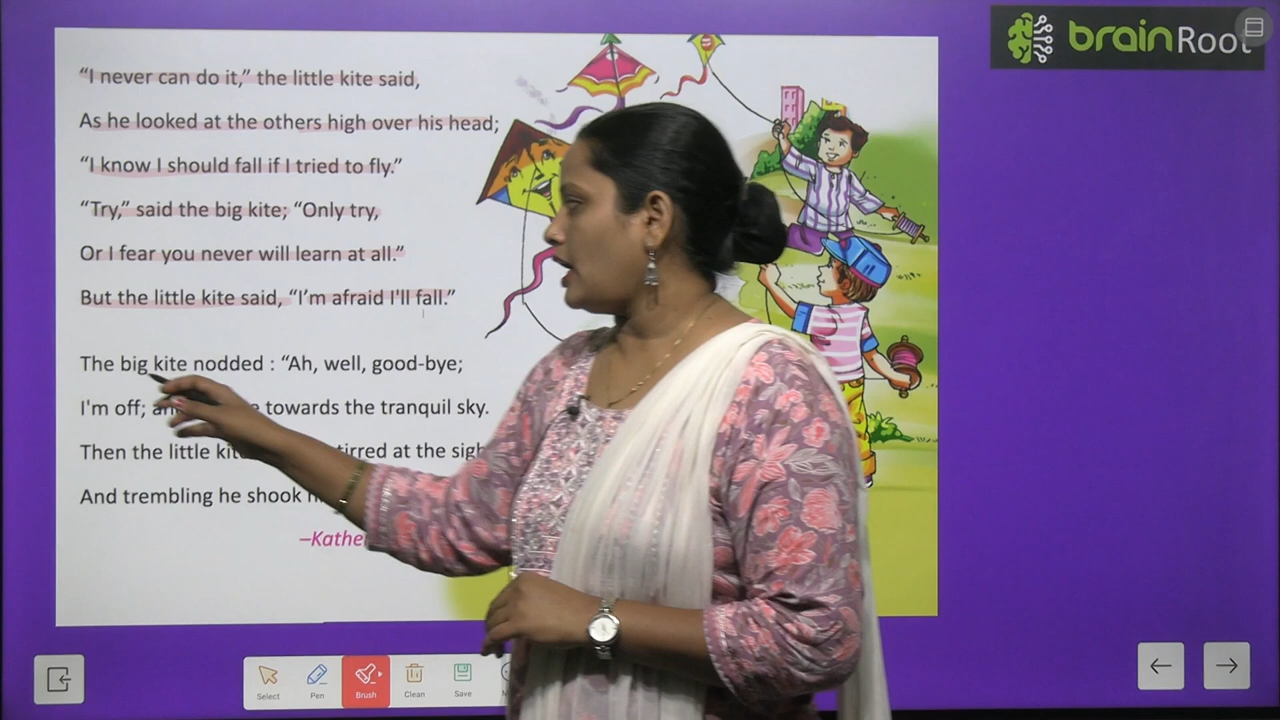 “I never can do it,” the little kite said,
As he looked at the others high over his head;
“I know I should fall if I tried to fly.”
“Try,” said the big kite; “Only try,
Or I fear you never will learn at all.”
But the little kite said, “I’m afraid I'll fall.”
The big kite nodded : “Ah, well, good-bye;
I'm off; towards the tranquil sky.
Then the little at the
And trembling he shook
–Kathe
brainRoot
Select Pen Brush Clean Save